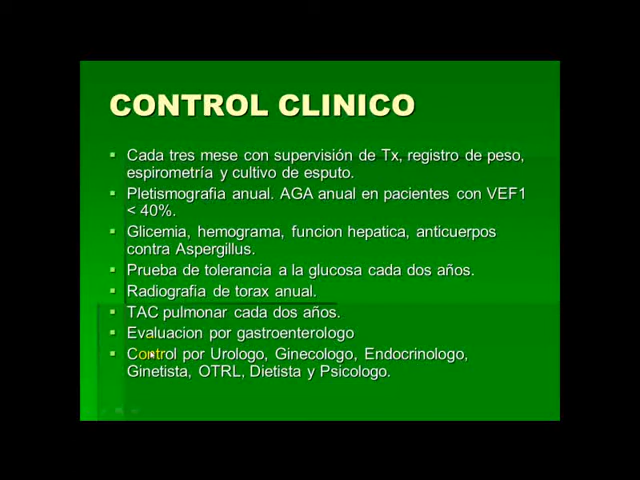 CONTROL CLINICO
Cada tres mese con supervisión de Tx, registro de peso,
espirometría y cultivo de esputo.
Pletismografia anual. AGA anual en pacientes con VEF1
< 40%.
Glicemia, hemograma, funcion hepatica, anticuerpos
contra Aspergillus.
Prueba de tolerancia a la glucosa cada dos años.
Radiografia de torax anual.
TAC pulmonar cada dos años.
Evaluacion por gastroenterologo
Control por Urologo, Ginecologo, Endocrinologo,
Ginetista, OTRL, Dietista y Psicologo.